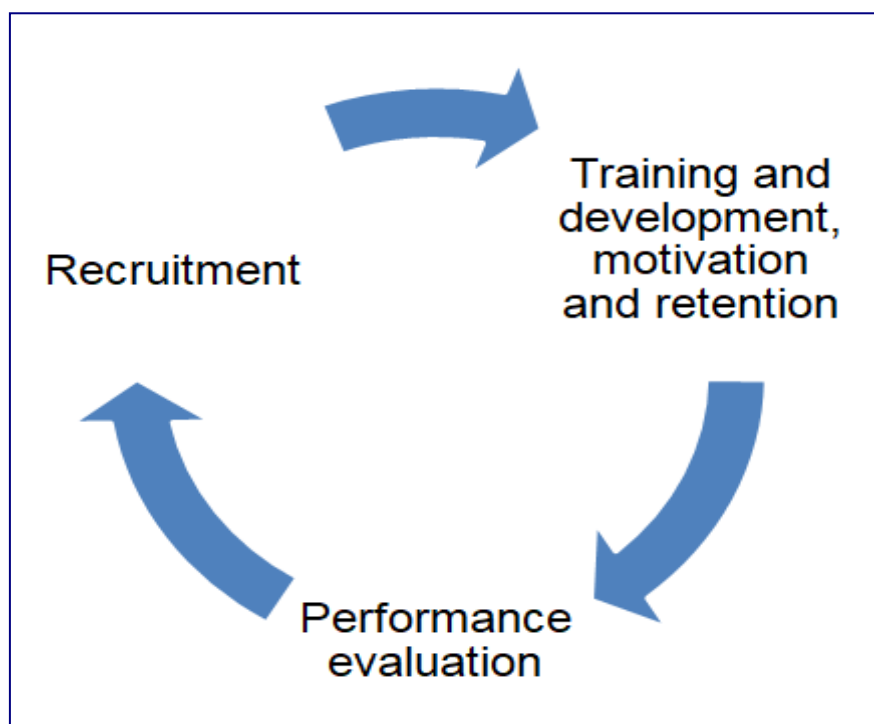 Recruitment
Training and
development,
motivation
and retention
Performance
evaluation